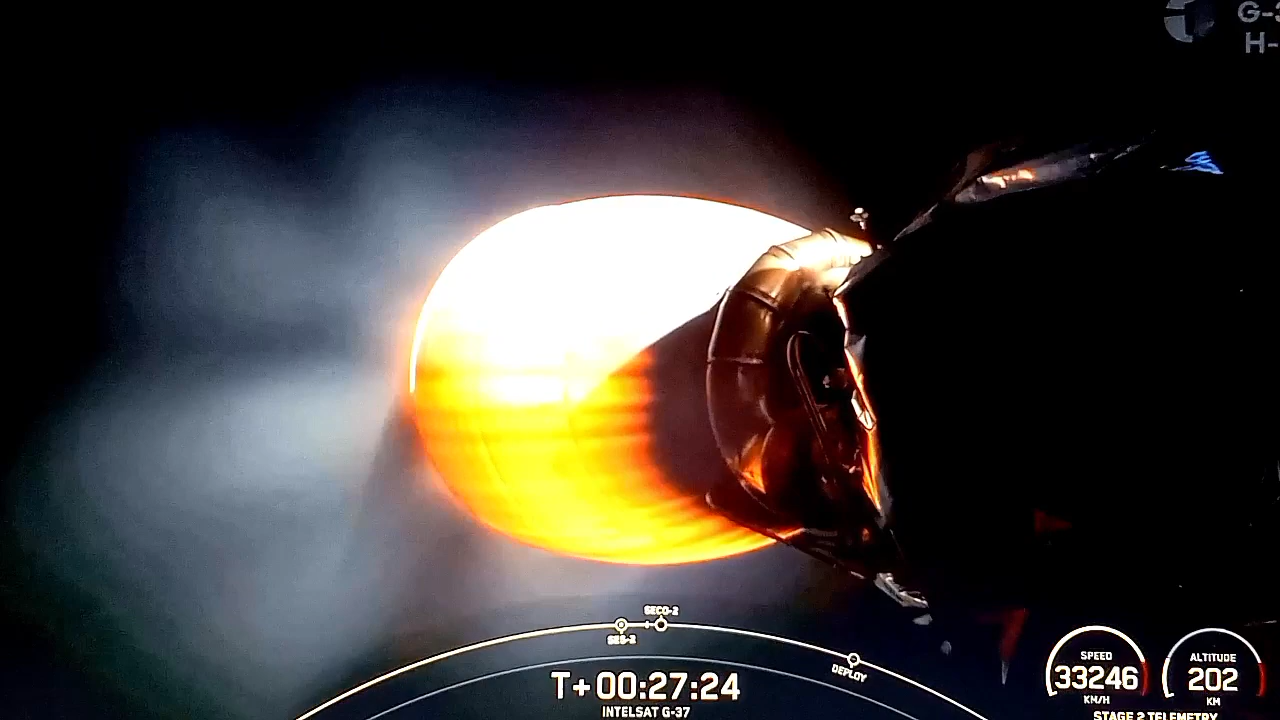 G-3
H-
SECO-2
SES-2
DEPLOY
T+00:27:24
INTELSAT G-37
SPEED
33246
KM/H
ALTITUDE
202
KM
STAGE 2 TELEMETRY